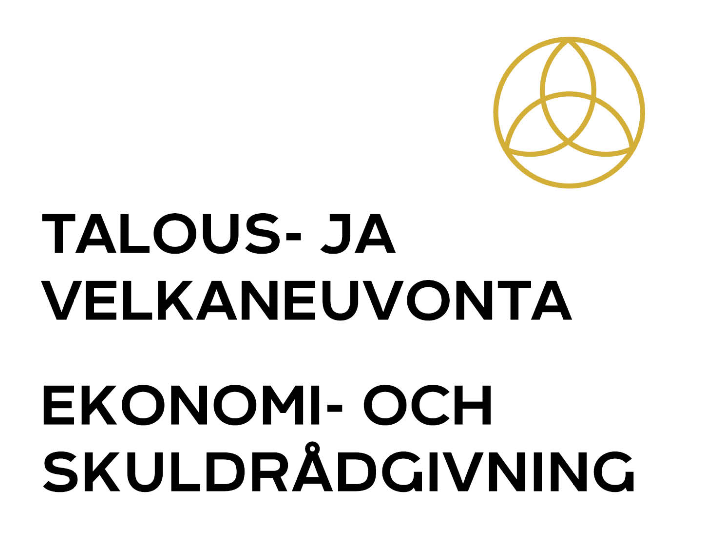 TALOUS- JA
VELKANEUVONTA
EKONOMI- OCH
SKULDRÅDGIVNING